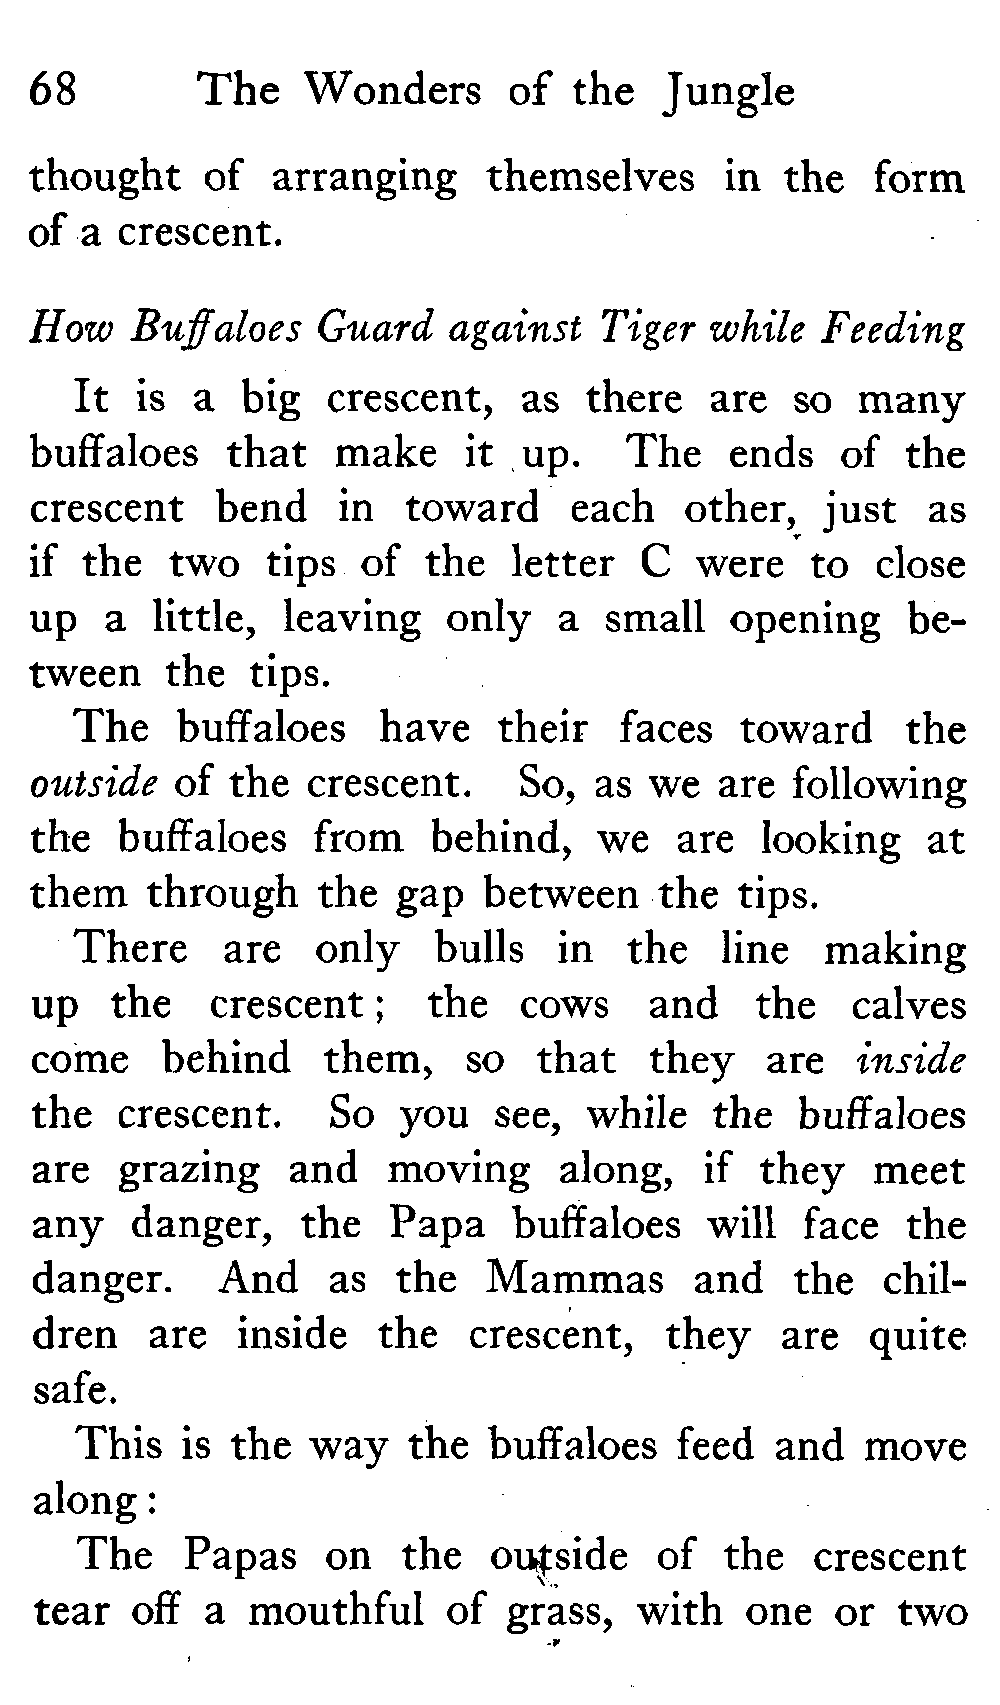 68 The Wonders of the Jungle
thought of arranging themselves in the form
of a crescent.
How Buffaloes Guard against Tiger while Feeding
It is a big crescent, as there are so many
buffaloes that make it up. The ends of the
crescent bend in toward each other, just as
if the two tips of the letter C were to close
up a little, leaving only a small opening be-
tween the tips.
The buffaloes have their faces toward the
outside of the crescent. So, as we are following
the buffaloes from behind, we are looking at
them through the gap between the tips.
There are only bulls in the line making
up the crescent; the cows and the calves
come behind them, so that they are inside
the crescent. So you see, while the buffaloes
are grazing and moving along, if they meet
any danger, the Papa buffaloes will face the
danger. And as the Mammas and the chil-
dren are inside the crescent, they are quite
safe.
This is the way the buffaloes feed and move
along:
The Papas on the outside of the crescent
tear off a mouthful of grass, with one or two